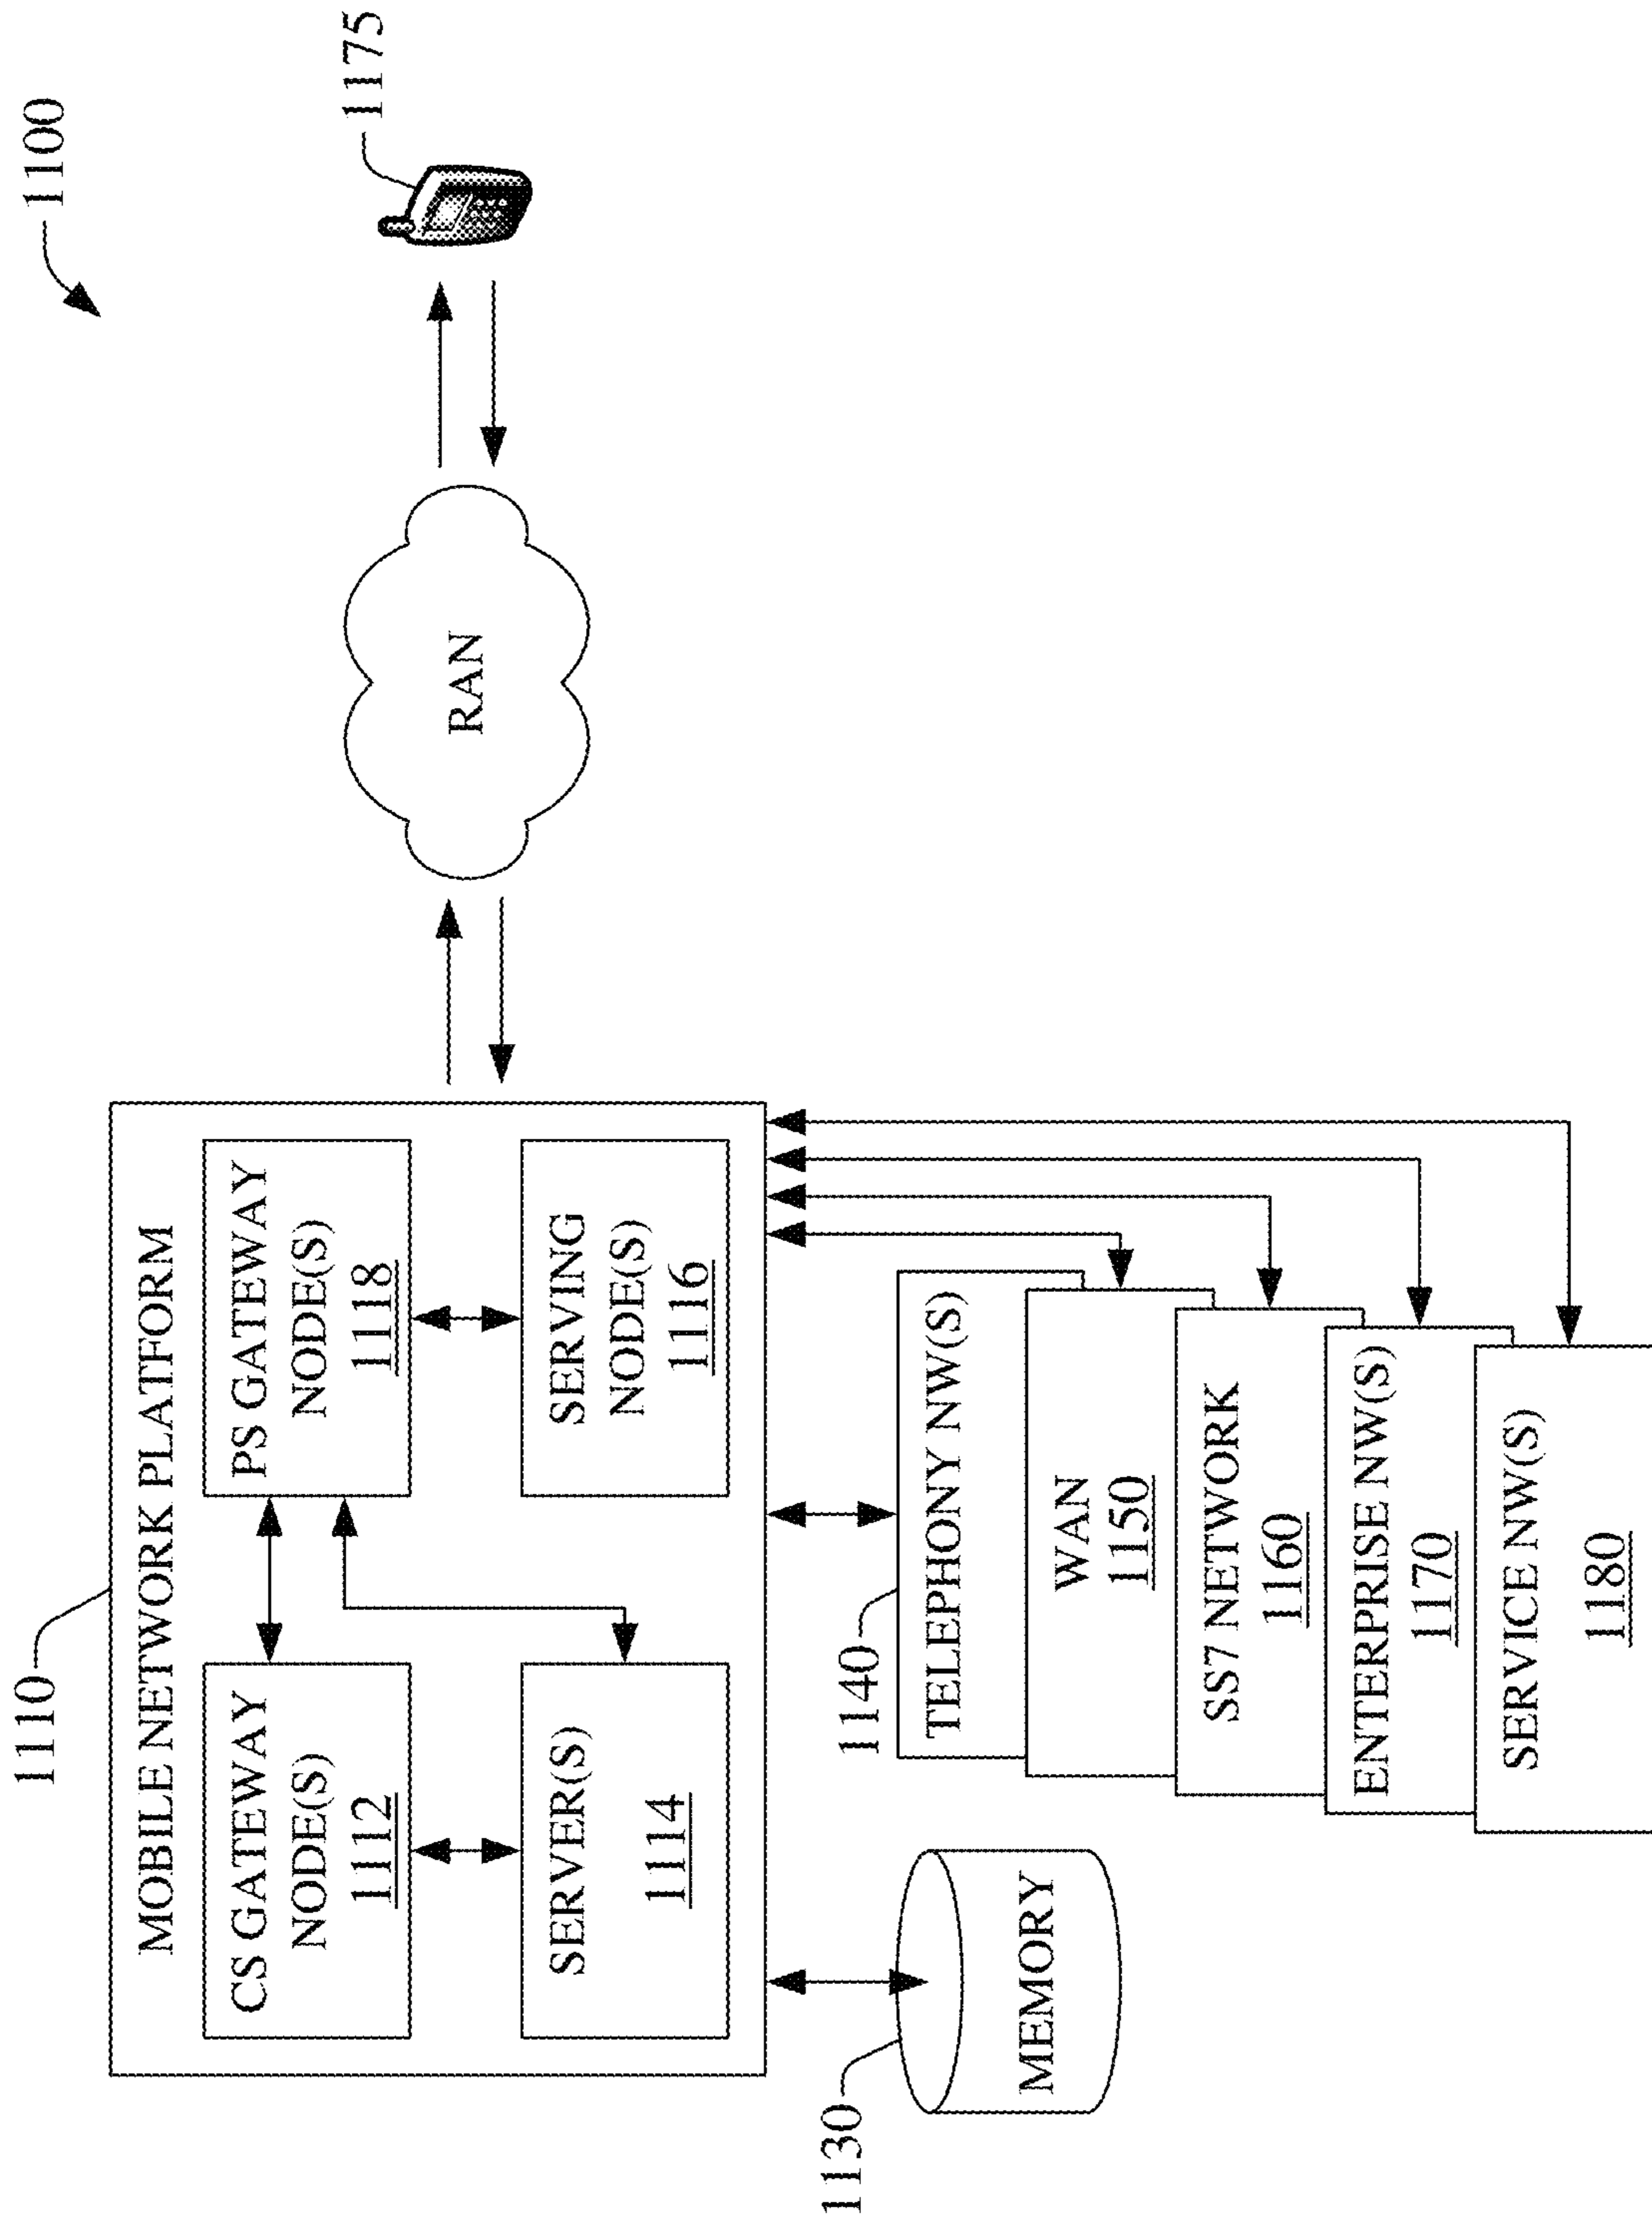 1100
1110
MOBILE NETWORK PLATFORM
CS GATEWAY
NODE(S)
1112
PS GATEWAY
NODE(S)
1118
SERVER(S)
1114
SERVING
NODE(S)
1116
RAN
1175
1130
MEMORY
1140
TELEPHONY NW(S)
WAN
1150
SS7 NETWORK
1160
ENTERPRISE NW(S)
1170
SERVICE NW(S)
1180